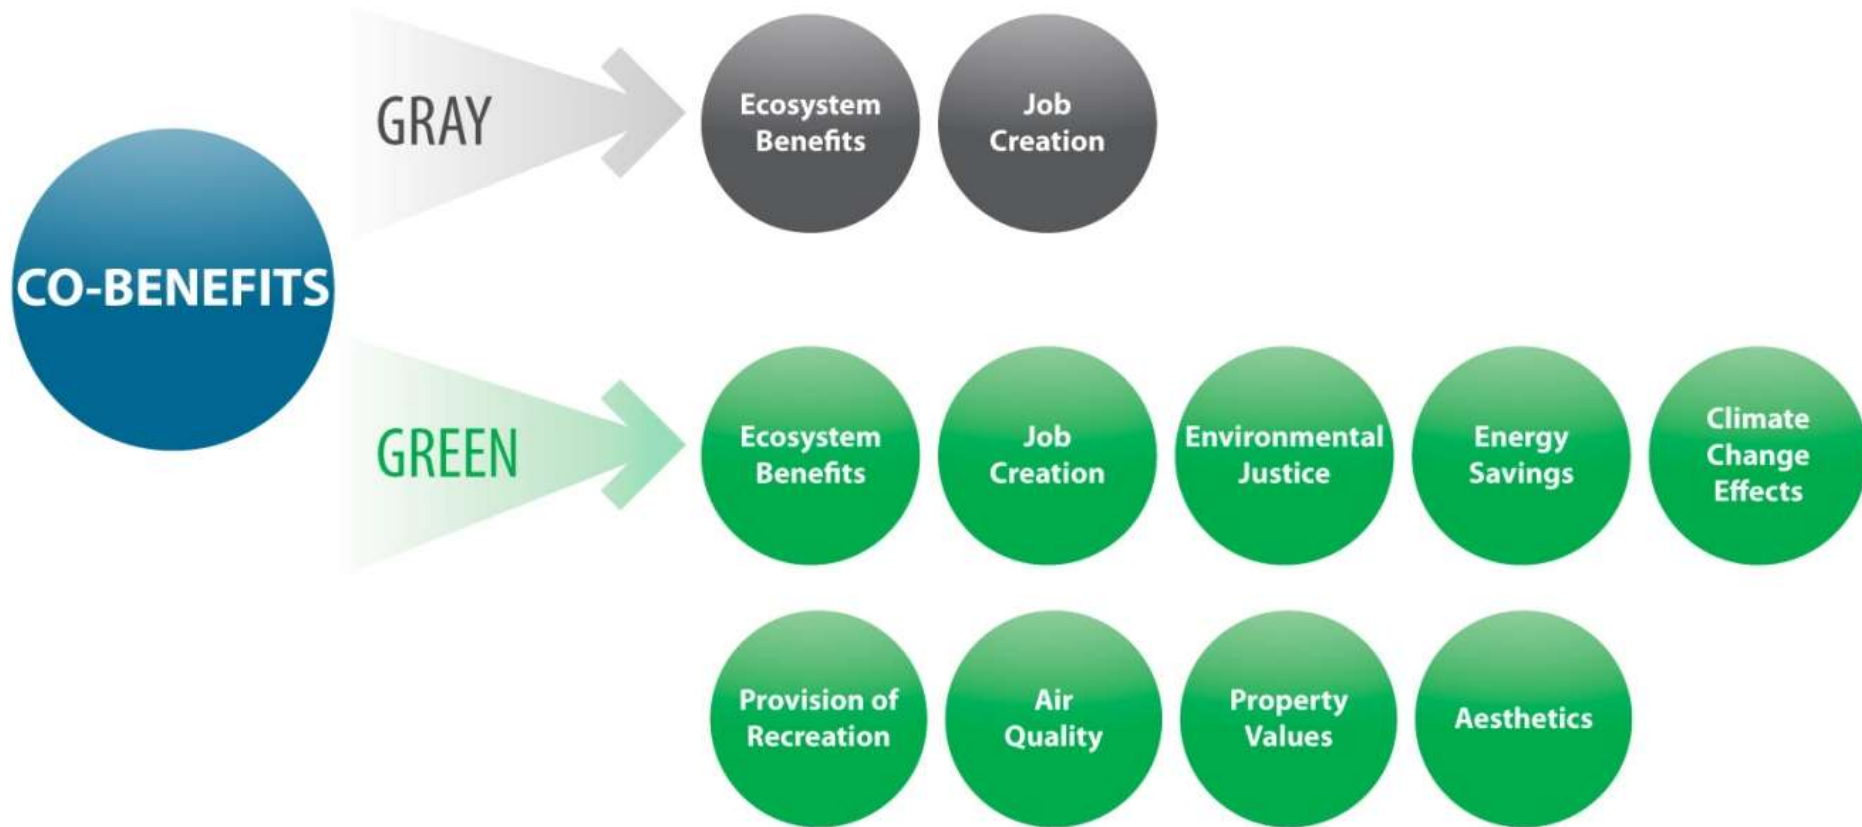 CO-BENEFITS
GRAY
Ecosystem
Benefits
Job
Creation
GREEN
Ecosystem
Benefits
Job
Creation
Environmental
Justice
Energy
Savings
Climate
Change
Effects
Provision of
Recreation
Air
Quality
Property
Values
Aesthetics